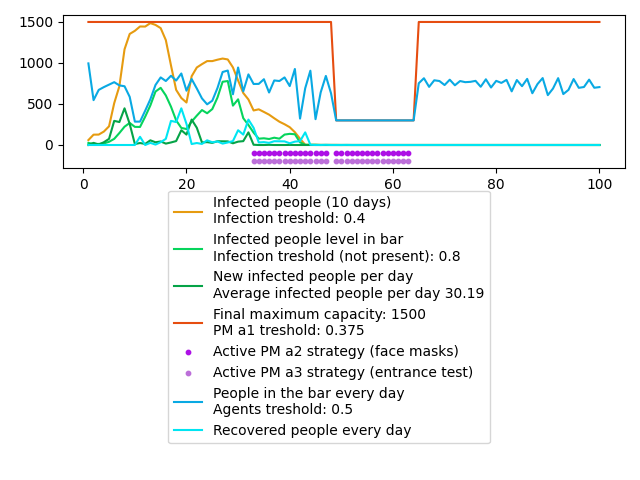 1500
1000
500
0
0 20 40 60 80 100
Infected people (10 days)
Infection treshold: 0.4
Infected people level in bar
Infection treshold (not present): 0.8
New infected people per day
Average infected people per day 30.19
Final maximum capacity: 1500
PM a1 treshold: 0.375
Active PM a2 strategy (face masks)
Active PM a3 strategy (entrance test)
People in the bar every day
Agents treshold: 0.5
Recovered people every day